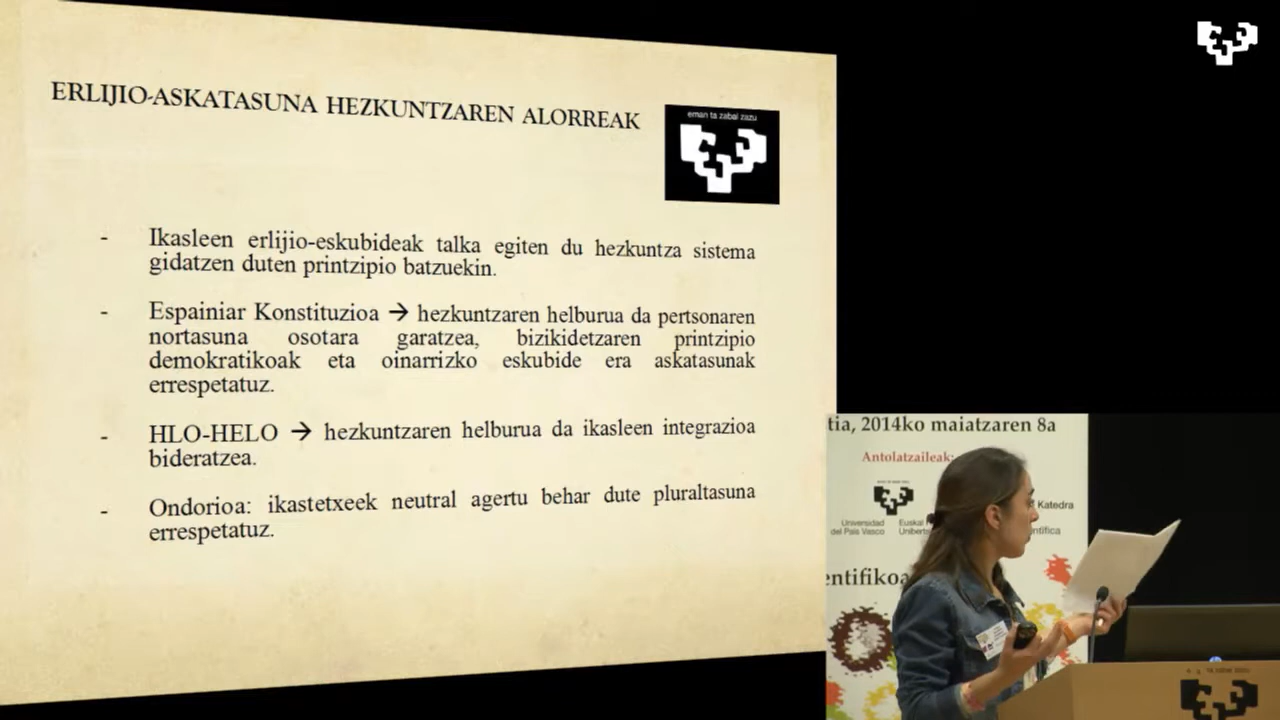 ERLIJIO-ASKATASUNA HEZKUNTZAREN ALORREAK
eman ta zabal zazu
- Ikasleen erlijio-eskubideak talka egiten du hezkuntza sistema
gidatzen duten printzipio batzuekin.
- Espainiar Konstituzioa → hezkuntzaren helburua da pertsonaren
nortasuna osotara garatzea, bizikidetzaren printzipio
demokratikoak eta oinarrizko eskubide era askatasunak
errespetatuz.
- HLO-HELO → hezkuntzaren helburua da ikasleen integrazioa
bideratzea.
- Ondorioa: ikastetxeek neutral agertu behar dute pluraltasuna
errespetatuz.
tia, 2014ko maiatzaren 8a
Antolatzaileak:
Katedra
Universidad
del País Vasco
Euskal
Unibert
ntífica
entifikoa